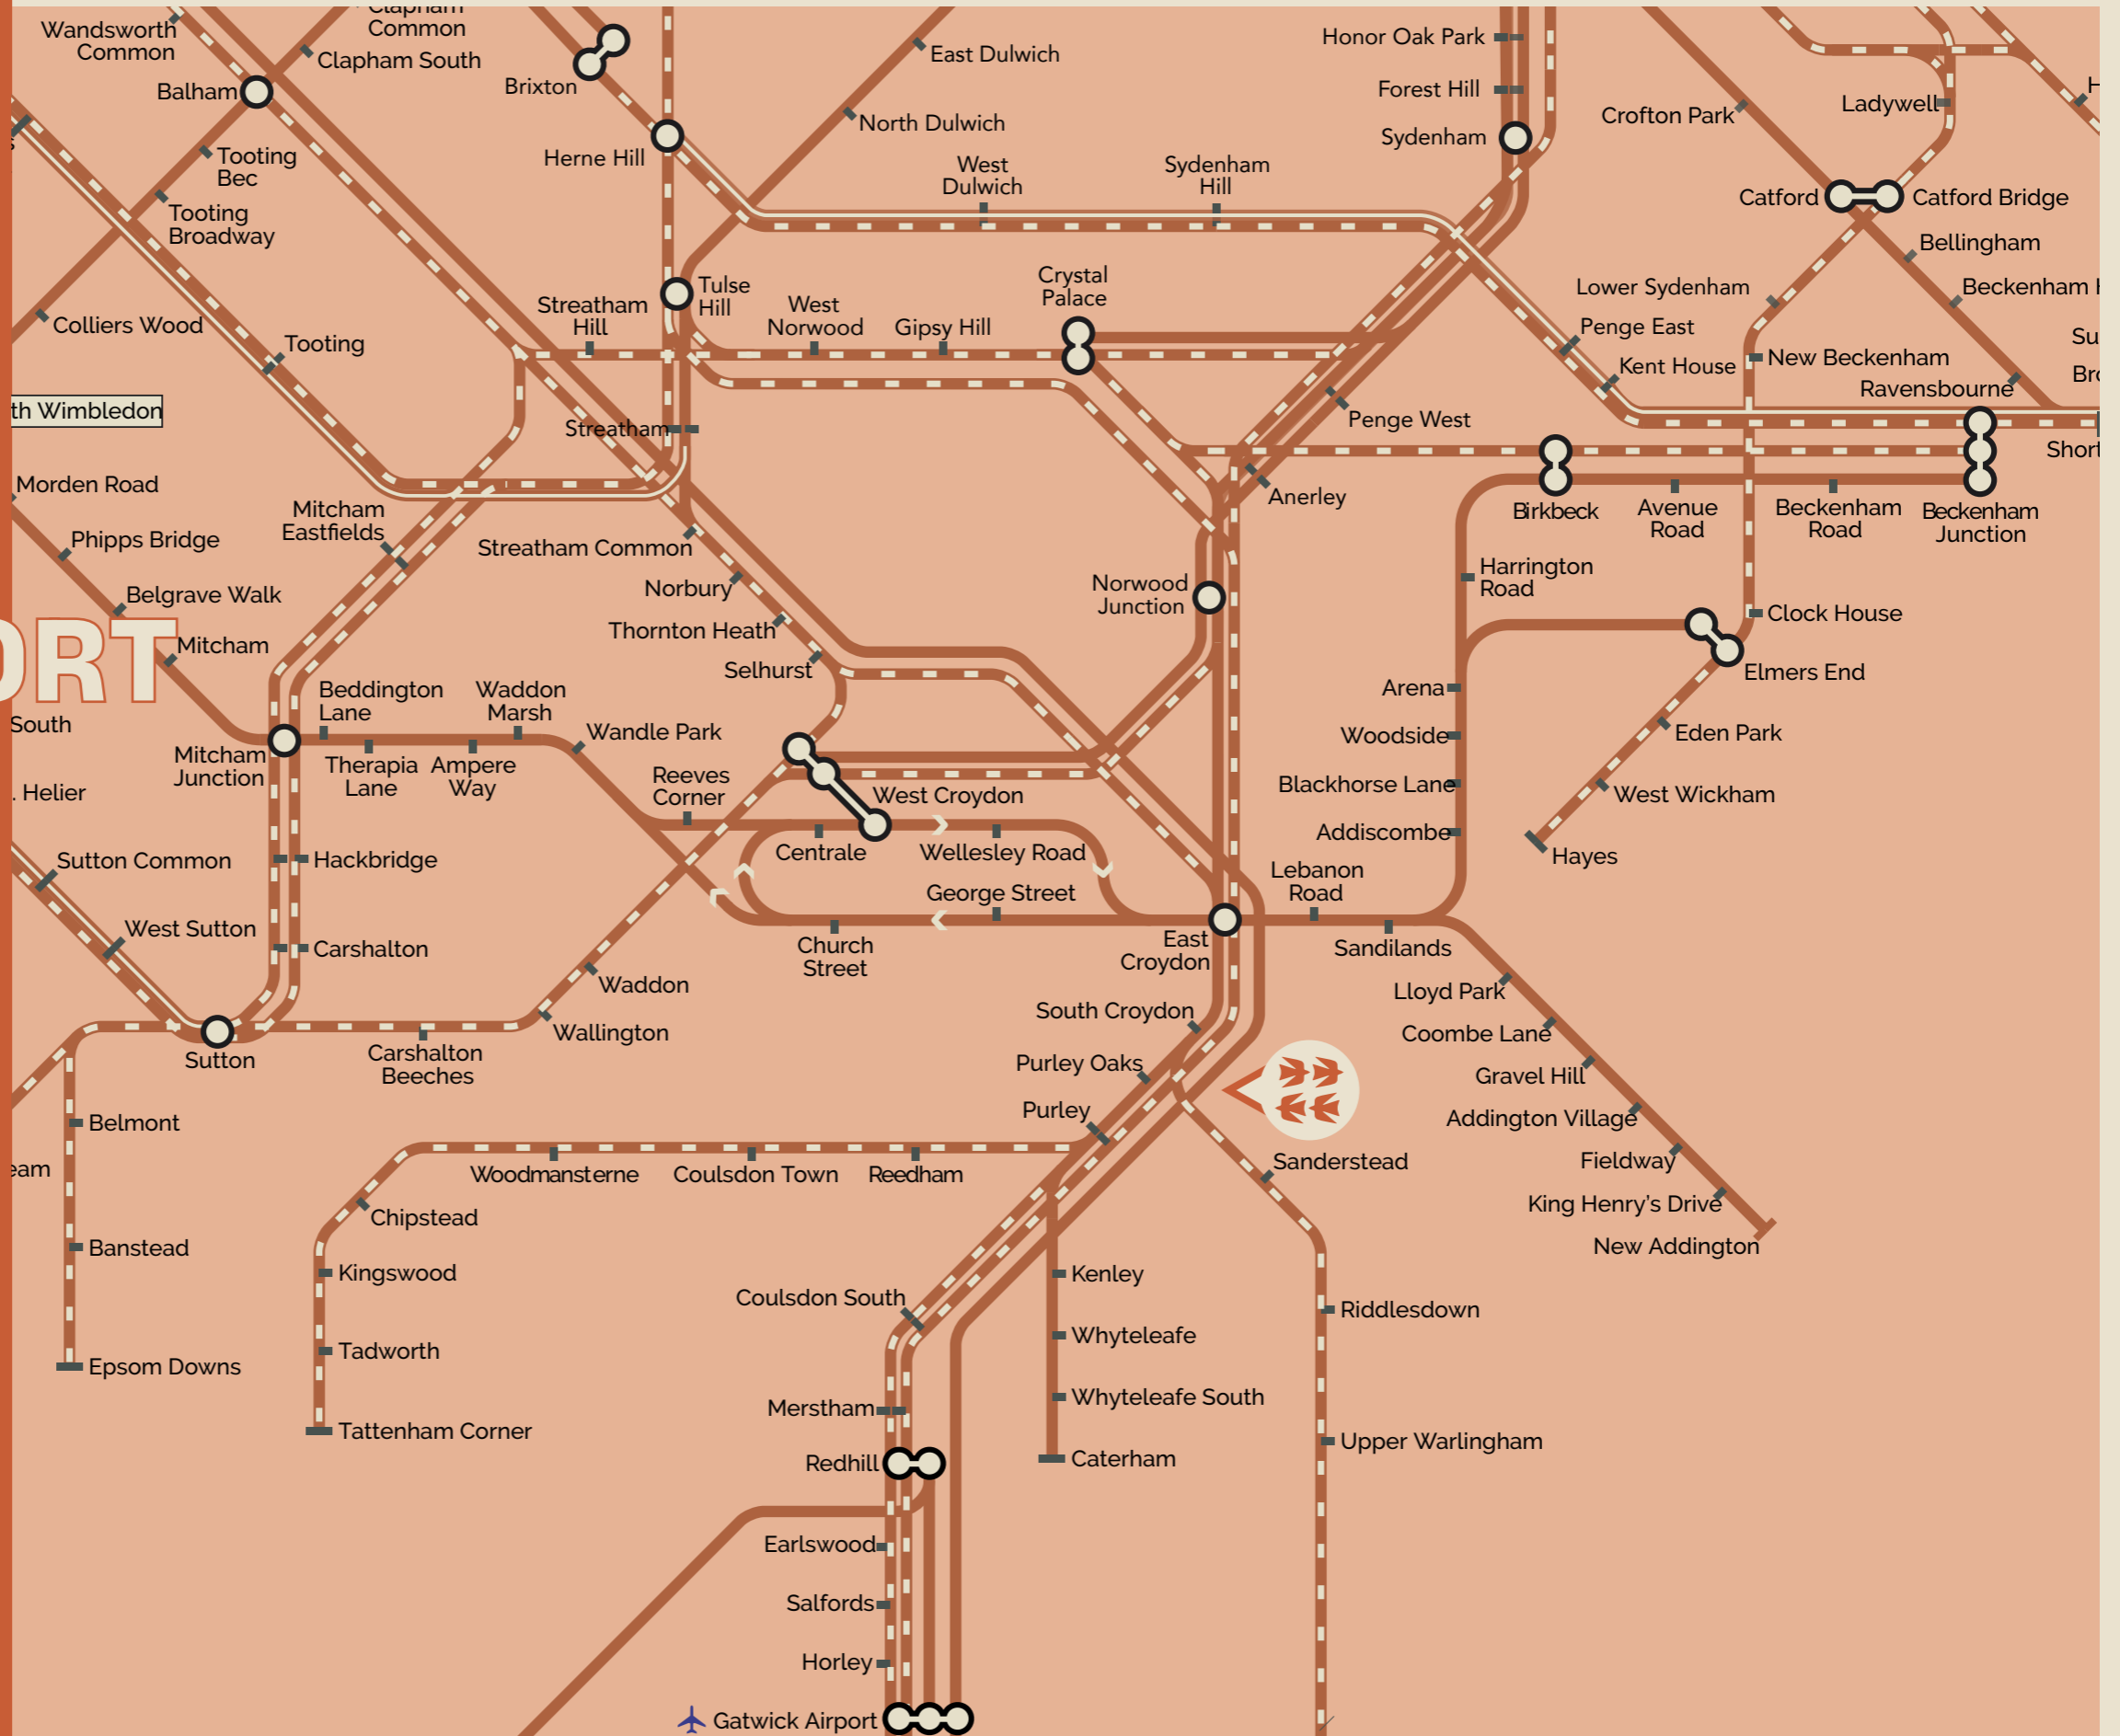 Clapham
Common
Wandsworth
Common
Clapham South
Balham
Brixton
East Dulwich
Honor Oak Park
Forest Hill
Sydenham
Crofton Park
Ladywell
H
North Dulwich
Herne Hill
West
Dulwich
Sydenham
Hill
Tooting
Bec
Tooting
Broadway
Catford
Catford Bridge
Bellingham
Colliers Wood
Tooting
Streatham
Hill
Tulse
Hill
West
Norwood
Gipsy Hill
Crystal
Palace
Lower Sydenham
Beckenham H
Penge East
Kent House
New Beckenham
Ravensbourne
Su
Bro
th Wimbledon
Streatham
Penge West
Short
Morden Road
Mitcham
Eastfields
Anerley
Birkbeck
Avenue
Road
Beckenham
Road
Beckenham
Junction
Phipps Bridge
Streatham Common
Norbury
Thornton Heath
Selhurst
Norwood
Junction
Harrington
Road
Clock House
Elmers End
Belgrave Walk
ORT
Mitcham
South
Beddington
Lane
Waddon
Marsh
Wandle Park
Arena
Woodside
Blackhorse Lane
Addiscombe
Eden Park
West Wickham
Hayes
Mitcham
Junction
Therapia
Lane
Ampere
Way
Reeves
Corner
West Croydon
. Helier
Centrale
Wellesley Road
George Street
Lebanon
Road
Sutton Common
Hackbridge
West Sutton
Carshalton
Church
Street
East
Croydon
Sandilands
Waddon
Wallington
Lloyd Park
Coombe Lane
Gravel Hill
Addington Village
Fieldway
King Henry's Drive
New Addington
Sutton
Carshalton
Beeches
South Croydon
Purley Oaks
Purley
Sanderstead
Belmont
eam
Woodmansterne
Coulsdon Town
Reedham
Chipstead
Banstead
Kingswood
Coulsdon South
Kenley
Riddlesdown
Tadworth
Whyteleafe
Epsom Downs
Merstham
Whyteleafe South
Tattenham Corner
Redhill
Caterham
Upper Warlingham
Earlswood
Salfords
Horley
Gatwick Airport